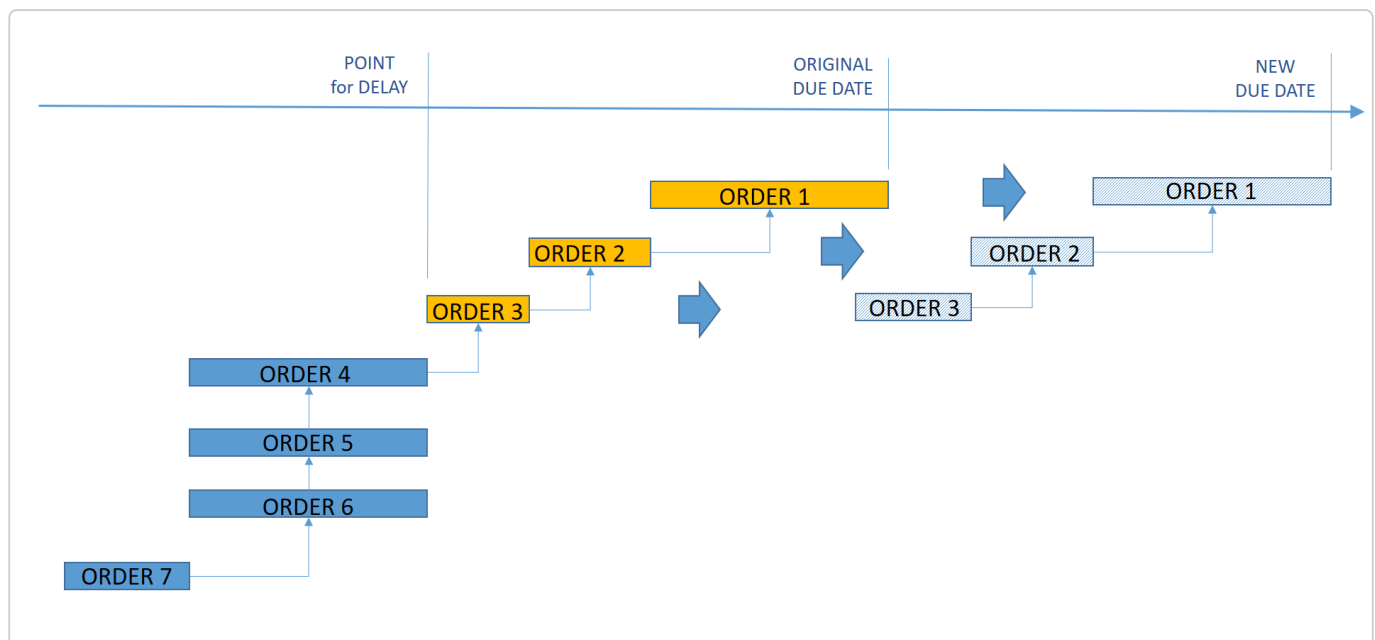 POINT
for DELAY
ORIGINAL
DUE DATE
NEW
DUE DATE
ORDER 1
ORDER 1
ORDER 2
ORDER 2
ORDER 3
ORDER 3
ORDER 4
ORDER 5
ORDER 6
ORDER 7